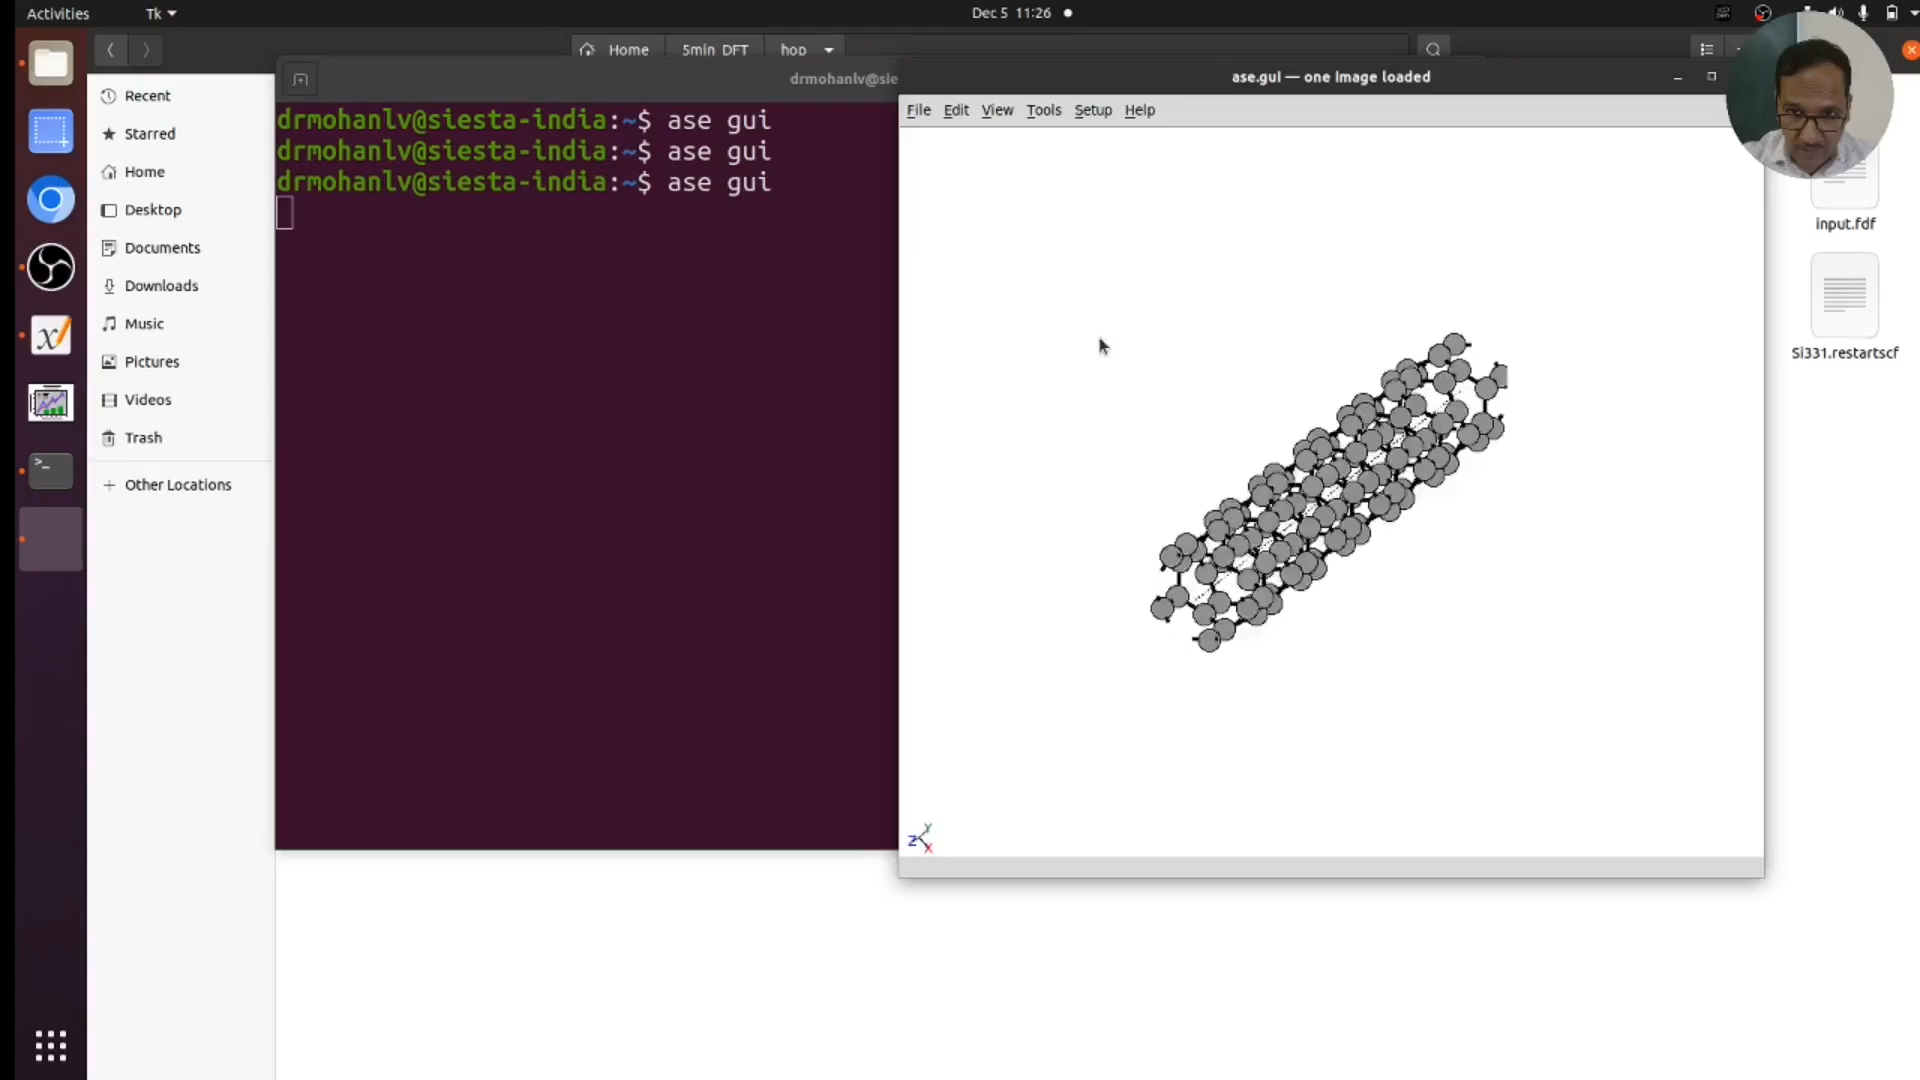 Activities
Tk
Dec 5 11:26
Home
5min DFT
hop
Recent
Starred
Home
Desktop
Documents
Downloads
Music
Pictures
Videos
Trash
+ Other Locations
drmohanlv@sie
drmohanlv@siesta-india:~$ ase gui
drmohanlv@siesta-india:~$ ase gui
drmohanlv@siesta-india:~$ ase gui
ase.gui — one image loaded
File Edit View Tools Setup Help
Y
Z
X
input.fdf
Si331.restartscf